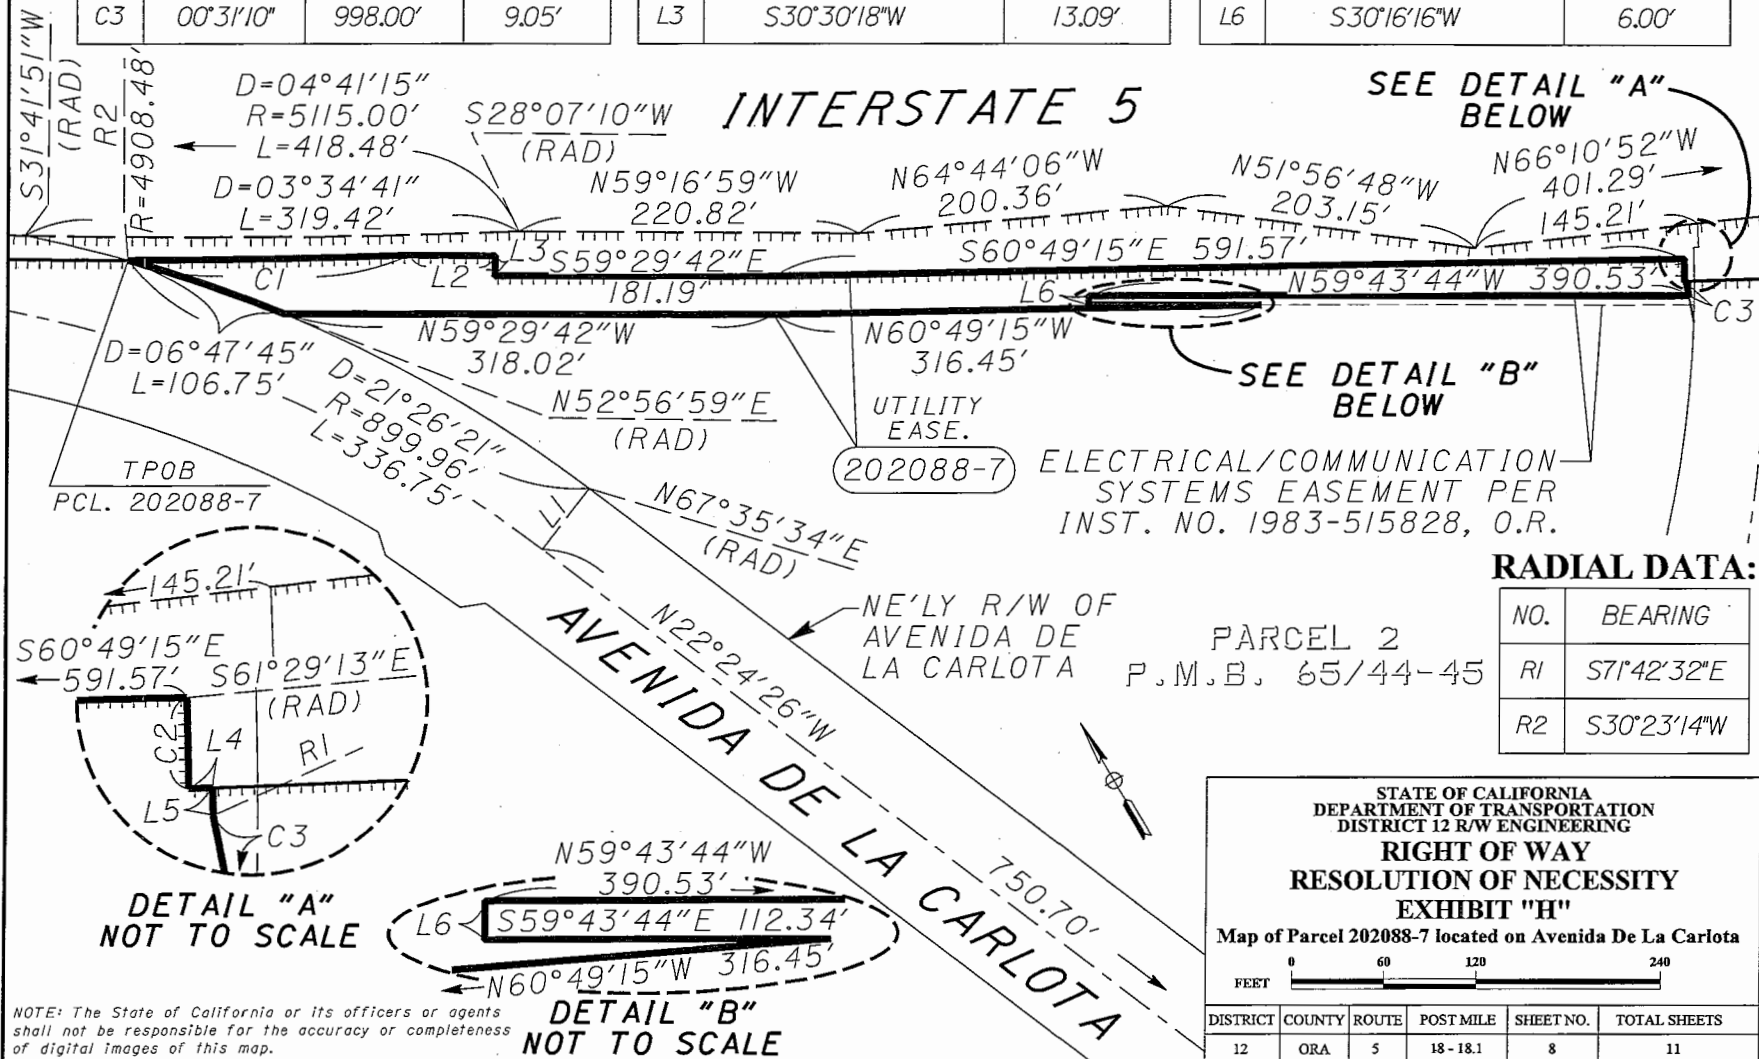 C3 00°31'10" 998.00' 9.05'
L3 S30°30'18"W 13.09'
L6 S30°16'16"W 6.00'
S31°41'51"W
(RAD)
R2
R=4908.48'
D=04°41'15"
R=5115.00'
L=418.48'
S28°07'10"W
(RAD)
INTERSTATE 5
SEE DETAIL "A"
BELOW
D=03°34'41"
L=319.42'
N59°16'59"W
220.82'
N64°44'06"W
200.36'
N51°56'48"W
203.15'
N66°10'52"W
401.29'
145.21'
C1
L2
L3
S59°29'42"E
181.19'
S60°49'15"E 591.57'
L6
N59°43'44"W 390.53'
C3
D=06°47'45"
L=106.75'
N59°29'42"W
318.02'
N60°49'15"W
316.45'
SEE DETAIL "B"
BELOW
D=21°26'21"
R=899.96'
L=336.75'
N52°56'59"E
(RAD)
UTILITY
EASE.
202088-7
TPOB
PCL. 202088-7
ELECTRICAL/COMMUNICATION
SYSTEMS EASEMENT PER
INST. NO. 1983-515828, O.R.
L1
N67°35'34"E
(RAD)
145.21'
S60°49'15"E
591.57'
S61°29'13"E
(RAD)
C2
L4
R1
L5
C3
DETAIL "A"
NOT TO SCALE
N22°24'26"W
750.70'
AVENIDA DE LA CARLOTA
NE'LY R/W OF
AVENIDA DE
LA CARLOTA
PARCEL 2
P.M.B. 65/44-45
RADIAL DATA:
NO. BEARING
R1 S71°42'32"E
R2 S30°23'14"W
N59°43'44"W
390.53'
L6
S59°43'44"E 112.34'
N60°49'15"W 316.45'
DETAIL "B"
NOT TO SCALE
NOTE: The State of California or its officers or agents
shall not be responsible for the accuracy or completeness
of digital images of this map.
STATE OF CALIFORNIA
DEPARTMENT OF TRANSPORTATION
DISTRICT 12 R/W ENGINEERING
RIGHT OF WAY
RESOLUTION OF NECESSITY
EXHIBIT "H"
Map of Parcel 202088-7 located on Avenida De La Carlota
FEET 0 60 120 240
DISTRICT COUNTY ROUTE POST MILE SHEET NO. TOTAL SHEETS
12 ORA 5 18 - 18.1 8 11